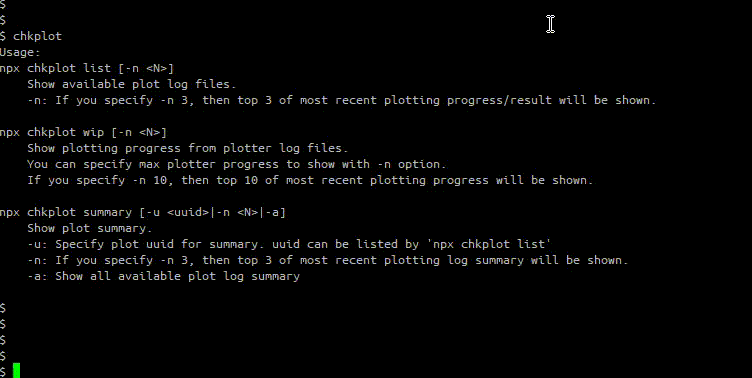 $
$
$ chkplot
Usage:
npx chkplot list [-n <N>]
    Show available plot log files.
    -n: If you specify -n 3, then top 3 of most recent plotting progress/result will be shown.

npx chkplot wip [-n <N>]
    Show plotting progress from plotter log files.
    You can specify max plotter progress to show with -n option.
    If you specify -n 10, then top 10 of most recent plotting progress will be shown.

npx chkplot summary [-u <uuid>|-n <N>|-a]
    Show plot summary.
    -u: Specify plot uuid for summary. uuid can be listed by 'npx chkplot list'
    -n: If you specify -n 3, then top 3 of most recent plotting log summary will be shown.
    -a: Show all available plot log summary

$
$
$
$
$